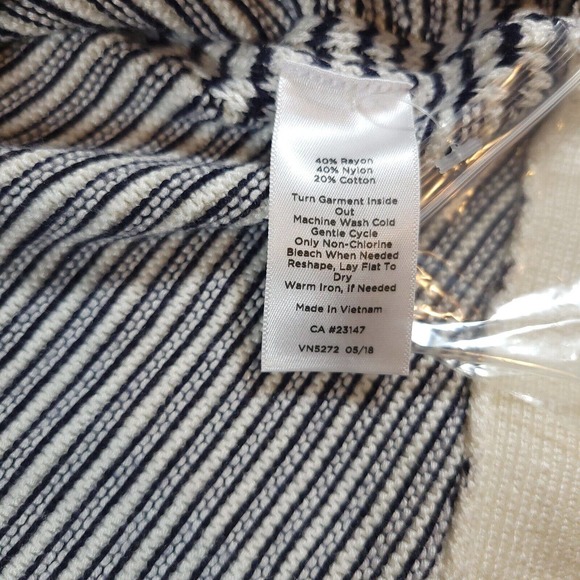 40% Rayon
40% Nylon
20% Cotton
Turn Garment Inside
Out
Machine Wash Cold
Gentle Cycle
Only Non-Chlorine
Bleach When Needed
Reshape, Lay Flat To
Dry
Warm Iron, if Needed
Made In Vietnam
CA #23147
VN5272 05/18